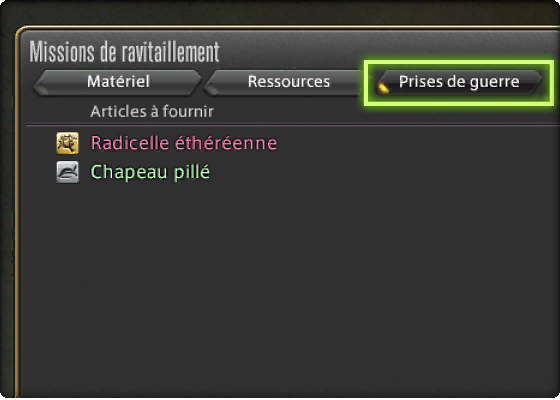 Missions de ravitaillement
Matériel Ressources Prises de guerre
Articles à fournir
Radicelle éthéréenne
Chapeau pillé